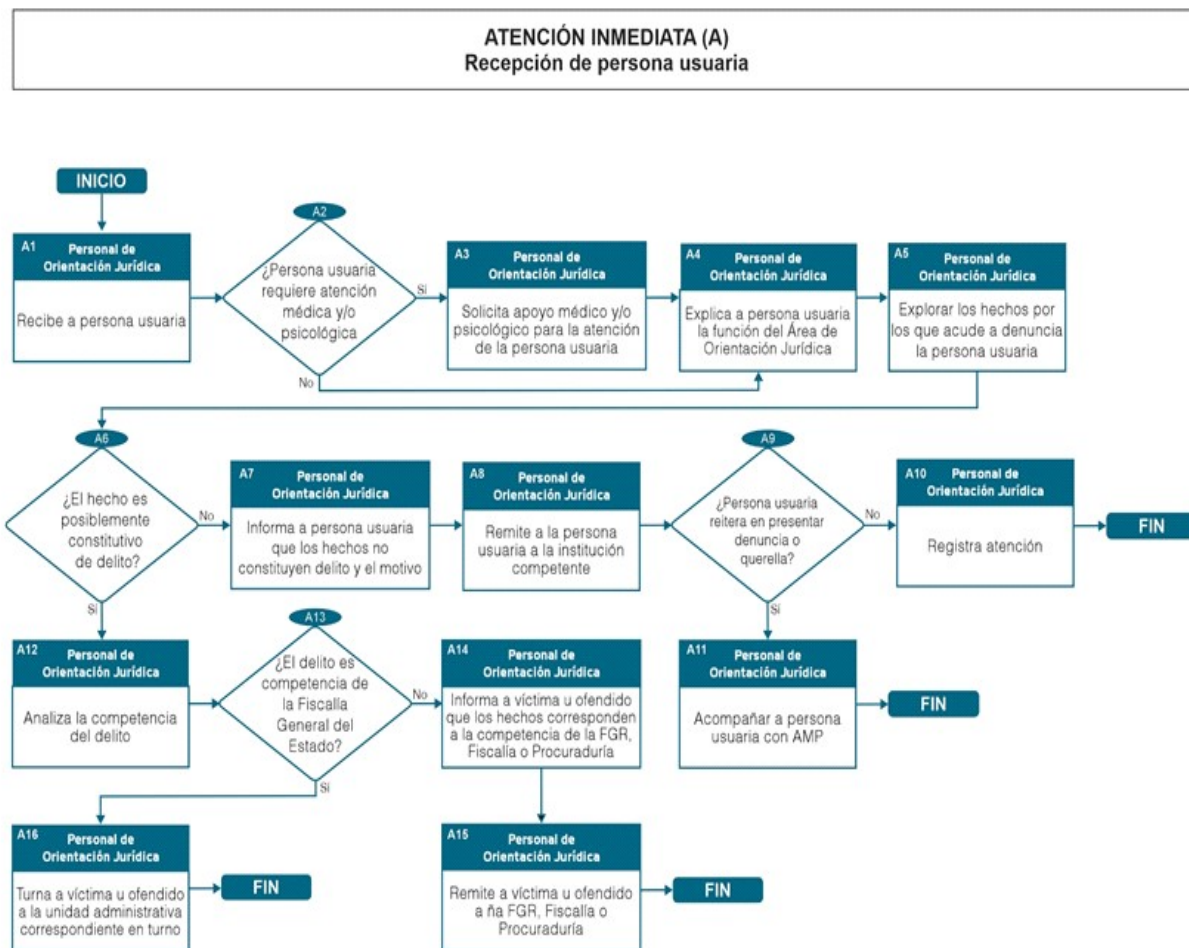 ATENCIÓN INMEDIATA (A)
Recepción de persona usuaria
INICIO
A1
Personal de
Orientación Jurídica
Recibe a persona usuaria
A2
¿Persona usuaria
requiere atención
médica y/o
psicológica
Sí
No
A3
Personal de
Orientación Jurídica
Solicita apoyo médico y/o
psicológico para la atención
de la persona usuaria
A4
Personal de
Orientación Jurídica
Explica a persona usuaria
la función del Área de
Orientación Jurídica
A5
Personal de
Orientación Jurídica
Explorar los hechos por
los que acude a denuncia
la persona usuaria
A6
¿El hecho es
posiblemente
constitutivo
de delito?
No
Sí
A7
Personal de
Orientación Jurídica
Informa a persona usuaria
que los hechos no
constituyen delito y el motivo
A8
Personal de
Orientación Jurídica
Remite a la persona
usuaria a la institución
competente
A9
¿Persona usuaria
reitera en presentar
denuncia o
querella?
No
Sí
A10
Personal de
Orientación Jurídica
Registra atención
FIN
A11
Personal de
Orientación Jurídica
Acompañar a persona
usuaria con AMP
FIN
A12
Personal de
Orientación Jurídica
Analiza la competencia
del delito
A13
¿El delito es
competencia de
la Fiscalía
General del
Estado?
No
Sí
A14
Personal de
Orientación Jurídica
Informa a víctima u ofendido
que los hechos corresponden
a la competencia de la FGR,
Fiscalía o Procuraduría
A15
Personal de
Orientación Jurídica
Remite a víctima u ofendido
a ña FGR, Fiscalía o
Procuraduría
FIN
A16
Personal de
Orientación Jurídica
Turna a víctima u ofendido
a la unidad administrativa
correspondiente en turno
FIN